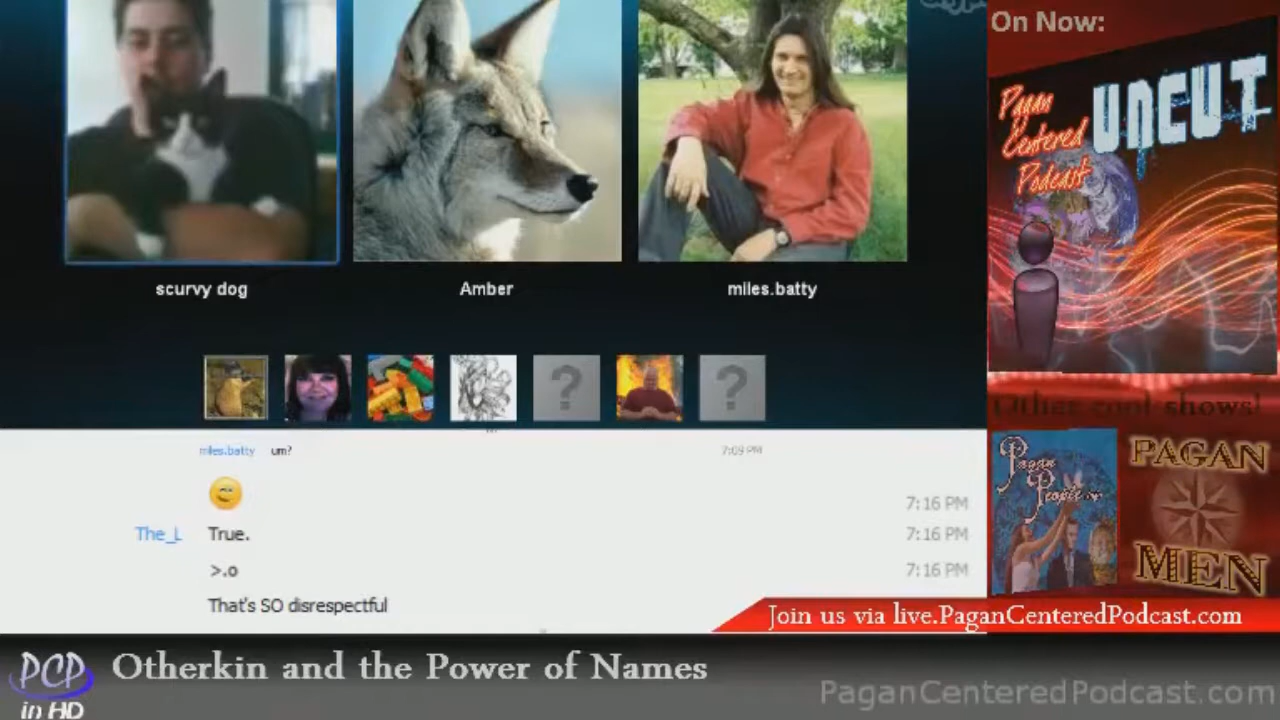 On Now:
Pagan
Centered
Podcast
UNCUT
scurvy dog
Amber
miles.batty
?
?
Other cool shows!
miles.batty um? 7:09 PM
7:16 PM
The_L True. 7:16 PM
>.o 7:16 PM
That's SO disrespectful
Pagan
People
PAGAN
MEN
Join us via live.PaganCenteredPodcast.com
PCP
in HD
Otherkin and the Power of Names
PaganCenteredPodcast.com